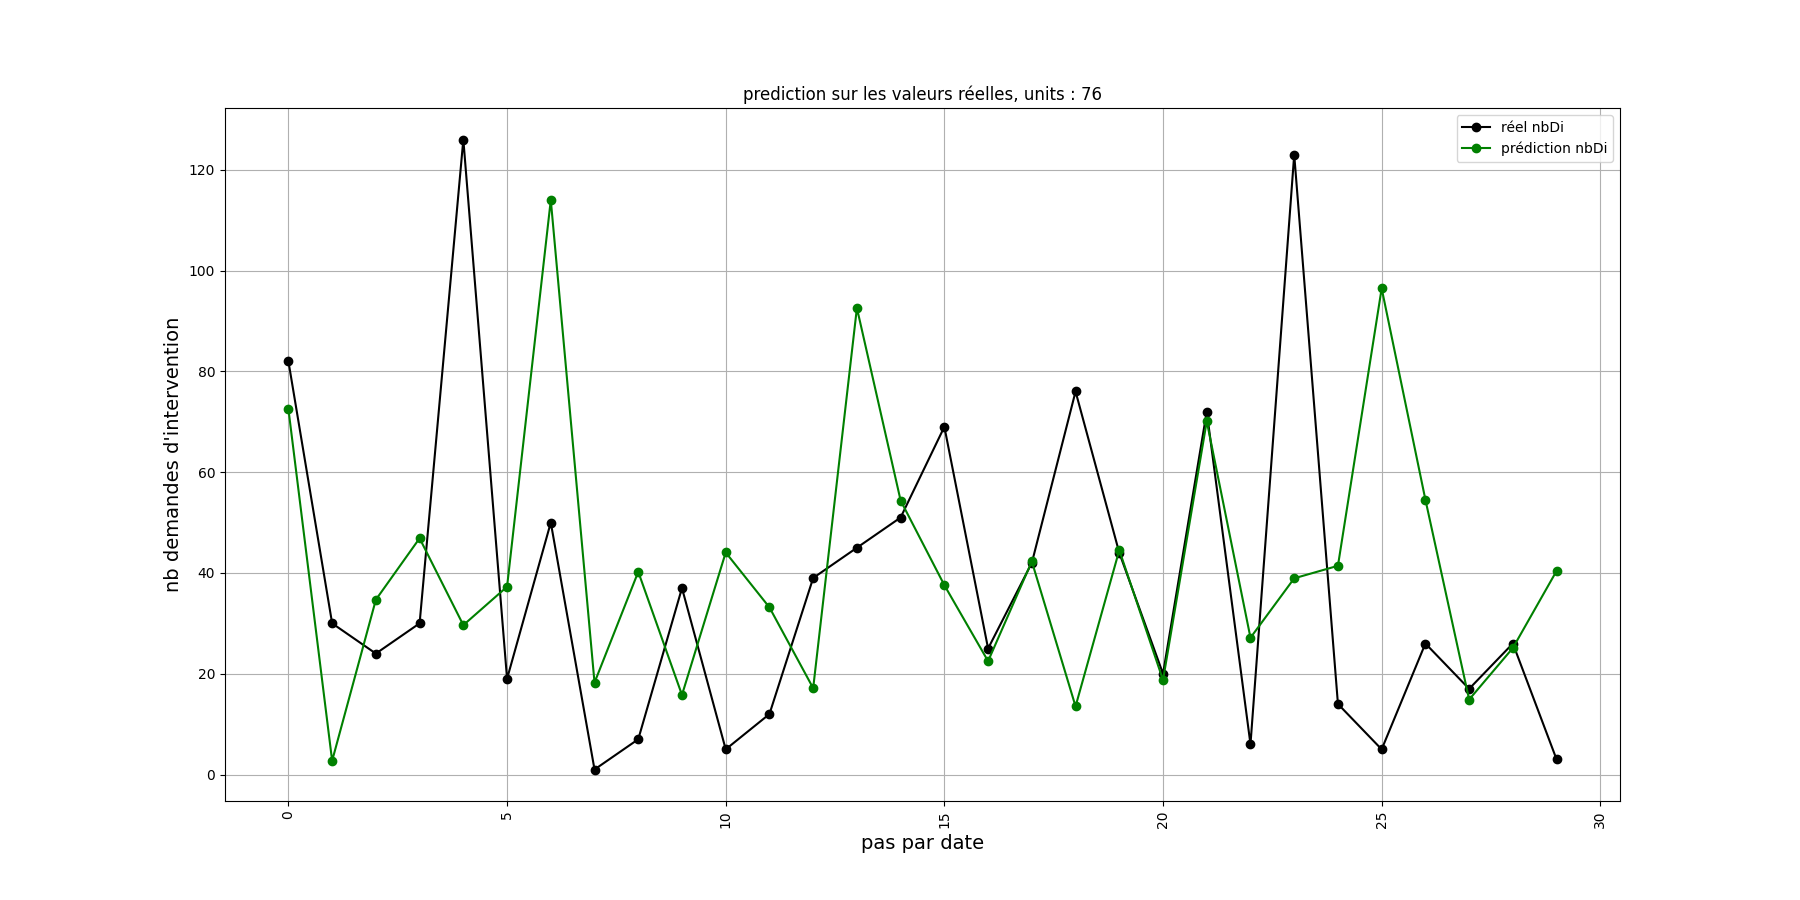 prediction sur les valeurs réelles, units : 76
réel nbDi
prédiction nbDi
120
100
80
60
40
20
0
nb demandes d'intervention
0
5
10
15
20
25
30
pas par date